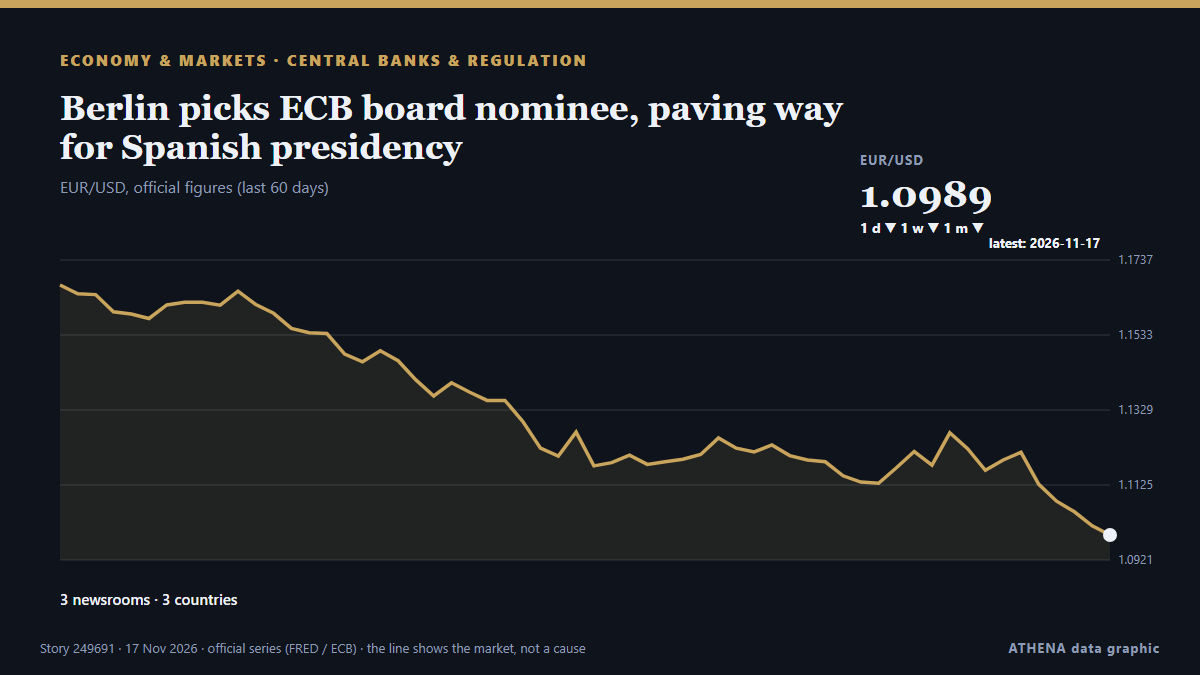 ECONOMY & MARKETS · CENTRAL BANKS & REGULATION
Berlin picks ECB board nominee, paving way
for Spanish presidency
EUR/USD, official figures (last 60 days)
EUR/USD
1.0989
1 d ▼ 1 w ▼ 1 m ▼
latest: 2026-11-17
1.1737
1.1533
1.1329
1.1125
1.0921
3 newsrooms · 3 countries
Story 249691 · 17 Nov 2026 · official series (FRED / ECB) · the line shows the market, not a cause
ATHENA data graphic